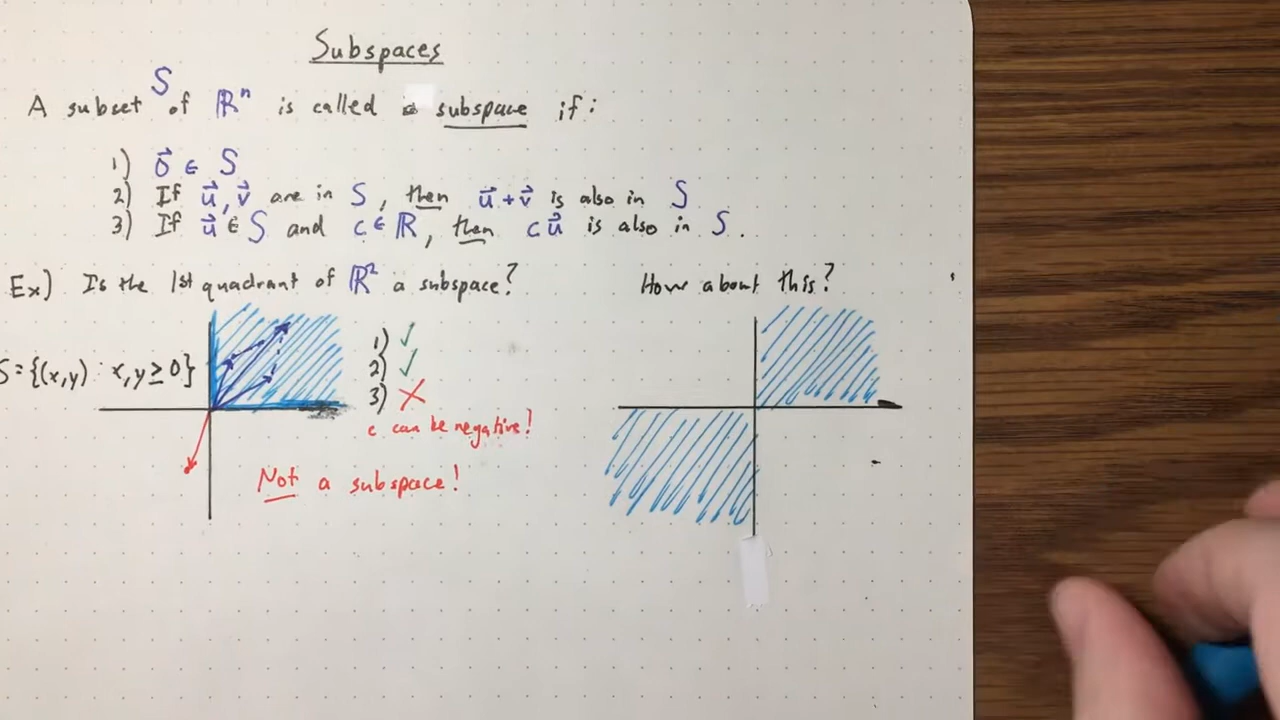 Subspaces
A subset S of ℝⁿ is called a subspace if:
1) 0⃗ ∈ S
2) If u⃗, v⃗ are in S, then u⃗ + v⃗ is also in S
3) If u⃗ ∈ S and c ∈ ℝ, then c u⃗ is also in S.
Ex) Is the 1st quadrant of ℝ² a subspace?
S = {(x,y) : x,y ≥ 0}
1) ✓
2) ✓
3) ✗
c can be negative!
Not a subspace!
How about this?